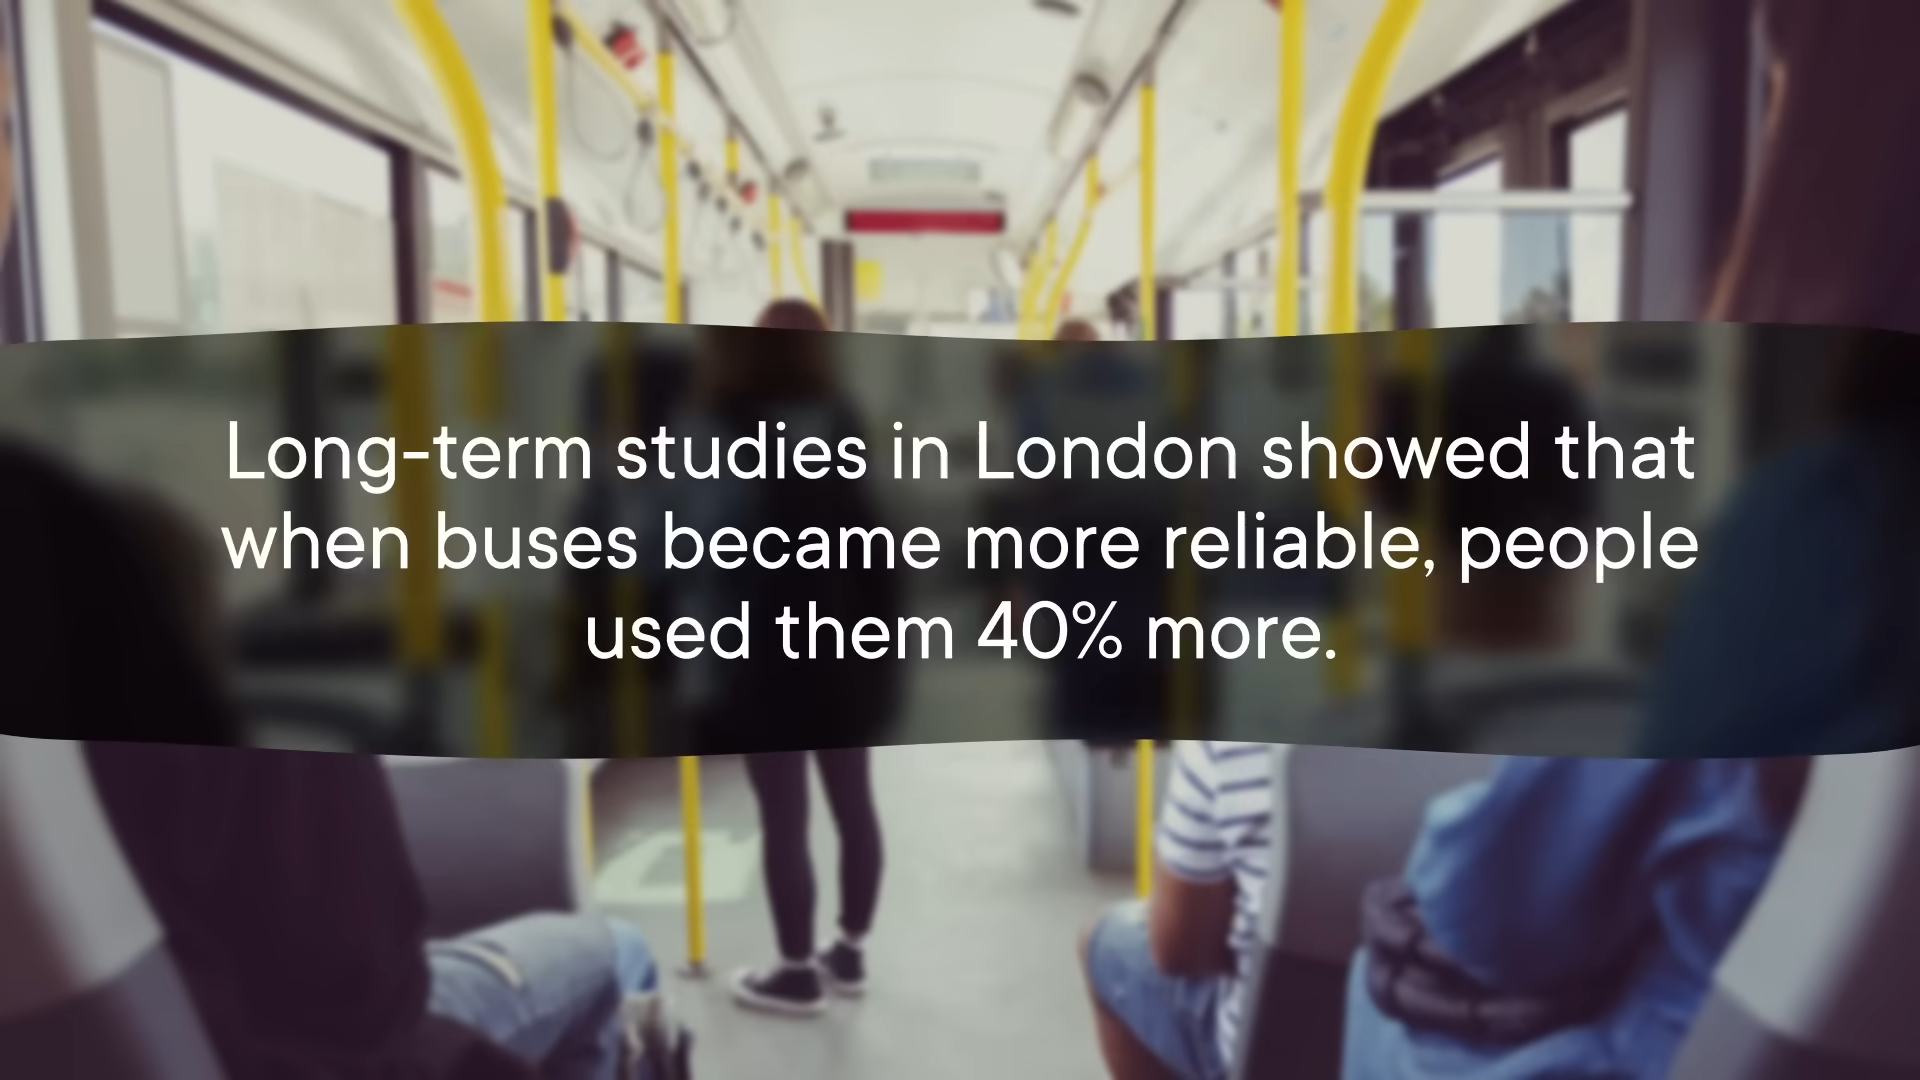 Long-term studies in London showed that
when buses became more reliable, people
used them 40% more.